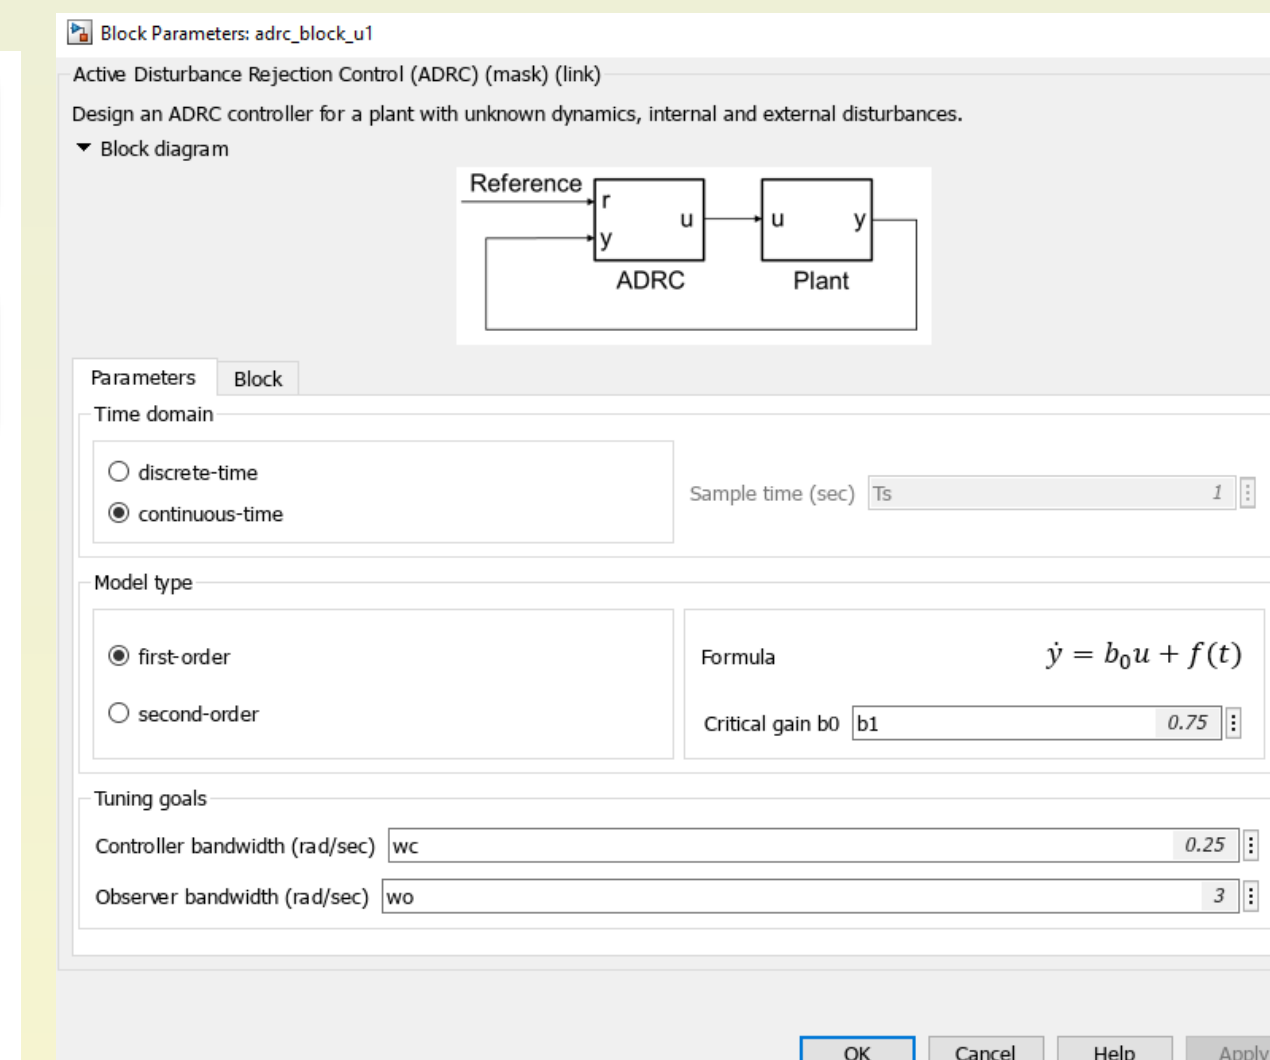 Block Parameters: adrc_block_u1
Active Disturbance Rejection Control (ADRC) (mask) (link)
Design an ADRC controller for a plant with unknown dynamics, internal and external disturbances.
Block diagram
Reference
r
u
u
y
y
ADRC
Plant
Parameters
Block
Time domain
discrete-time
continuous-time
Sample time (sec) Ts 1
Model type
first-order
second-order
Formula ẏ = b₀u + f(t)
Critical gain b0 b1 0.75
Tuning goals
Controller bandwidth (rad/sec) wc 0.25
Observer bandwidth (rad/sec) wo 3
OK Cancel Help Apply